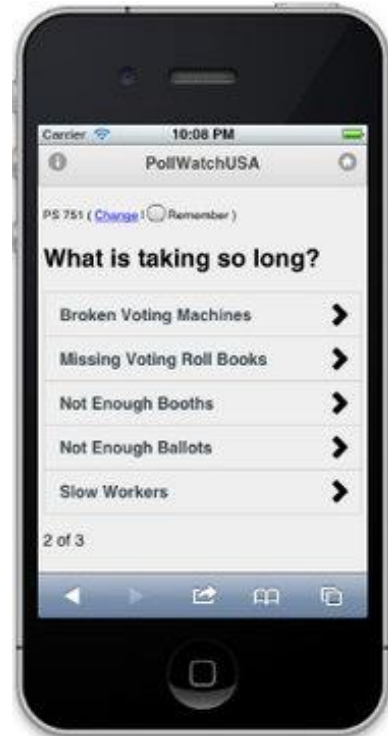 Carrier 10:08 PM
PollWatchUSA
PS 751 ( Change | Remember )
What is taking so long?
Broken Voting Machines
Missing Voting Roll Books
Not Enough Booths
Not Enough Ballots
Slow Workers
2 of 3